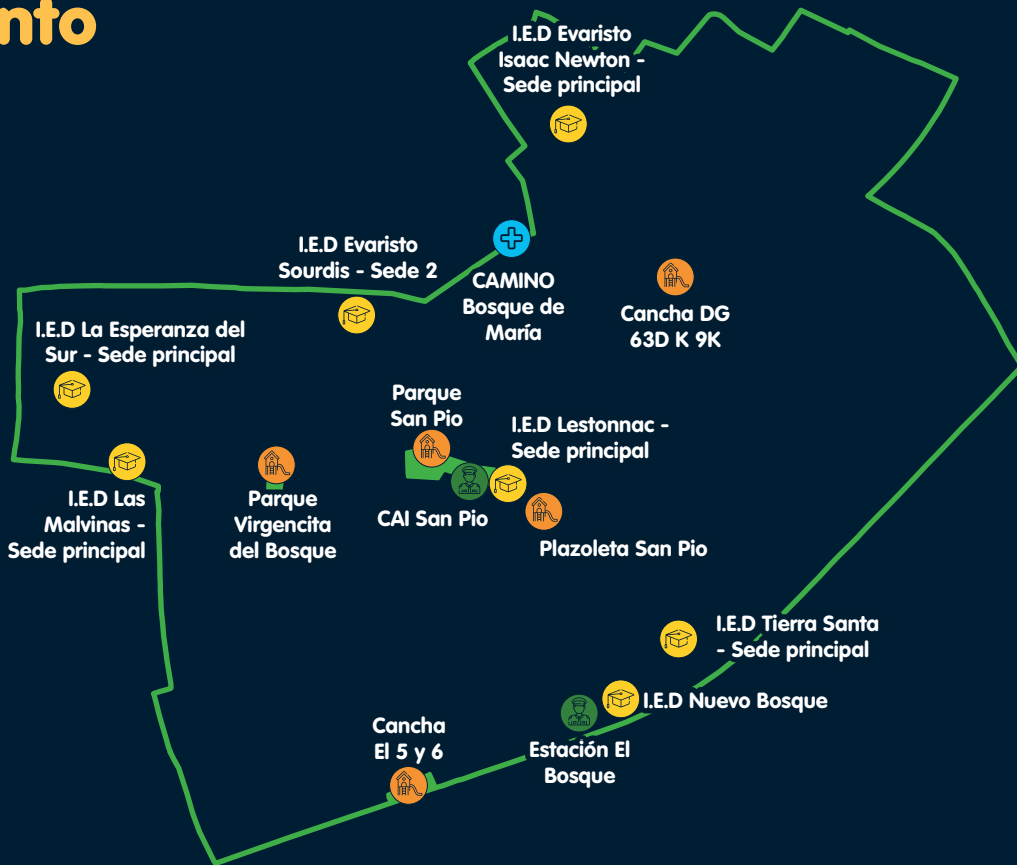 nto
I.E.D Evaristo
Isaac Newton -
Sede principal
I.E.D Evaristo
Sourdis - Sede 2
CAMINO
Bosque de
María
Cancha DG
63D K 9K
I.E.D La Esperanza del
Sur - Sede principal
Parque
San Pio
I.E.D Lestonnac -
Sede principal
I.E.D Las
Malvinas -
Sede principal
Parque
Virgencita
del Bosque
CAI San Pio
Plazoleta San Pio
I.E.D Tierra Santa
- Sede principal
I.E.D Nuevo Bosque
Cancha
El 5 y 6
Estación El
Bosque